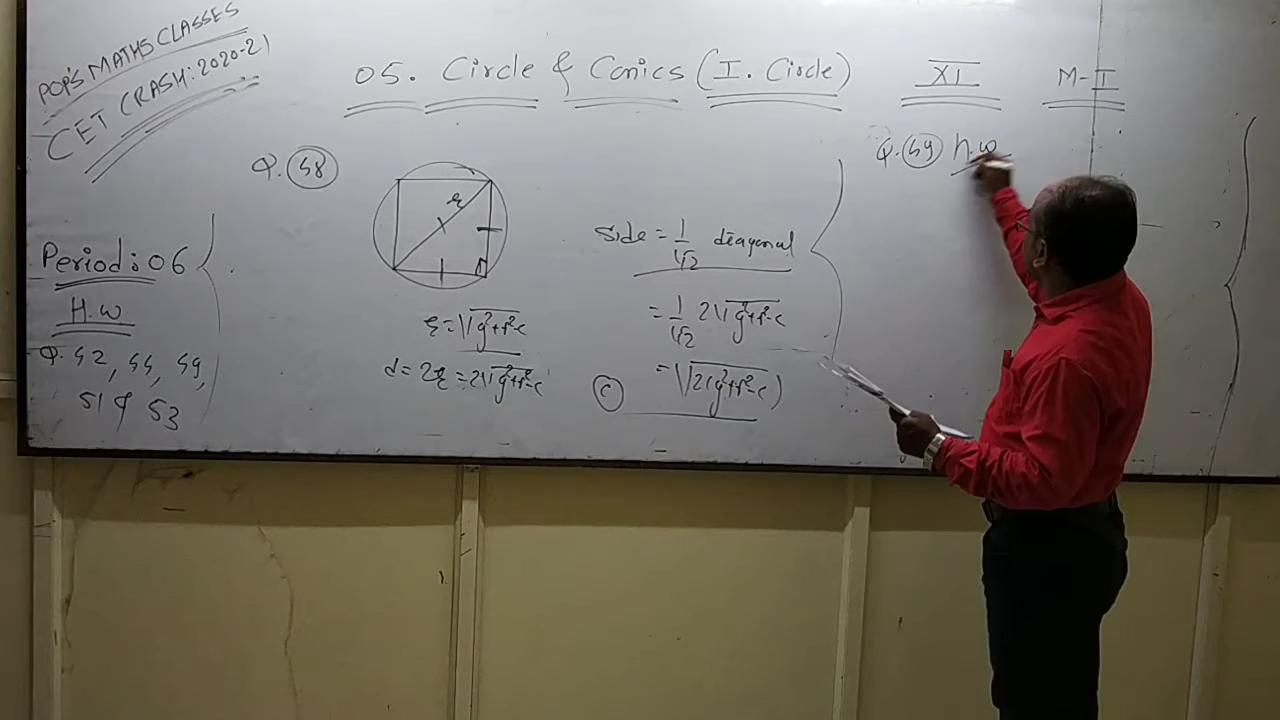 POP'S MATHS CLASSES
CET CRASH: 2020-21
05. Circle & Conics (I. Circle) XI M-II
Period: 06
H.W
Q. 42, 44, 49,
51 & 53
Q. 48
r
r = √g²+f²-c
d = 2r = 2√g²+f²-c
Side = 1/√2 diagonal
= 1/√2 2√g²+f²-c
(C) = √2(g²+f²-c)
Q. 49 h.w